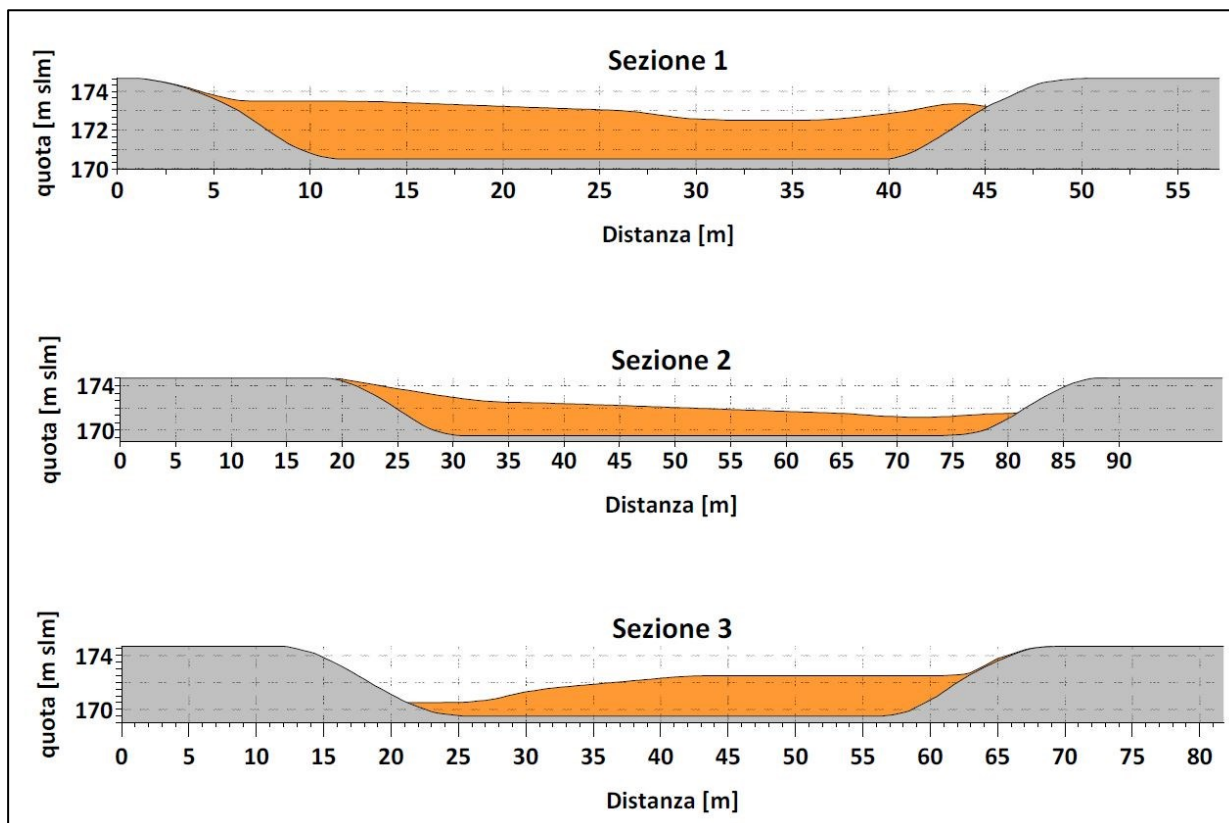 Sezione 1
quota [m slm]
174
172
170
0 5 10 15 20 25 30 35 40 45 50 55
Distanza [m]
Sezione 2
quota [m slm]
174
170
0 5 10 15 20 25 30 35 40 45 50 55 60 65 70 75 80 85 90
Distanza [m]
Sezione 3
quota [m slm]
174
170
0 5 10 15 20 25 30 35 40 45 50 55 60 65 70 75 80
Distanza [m]